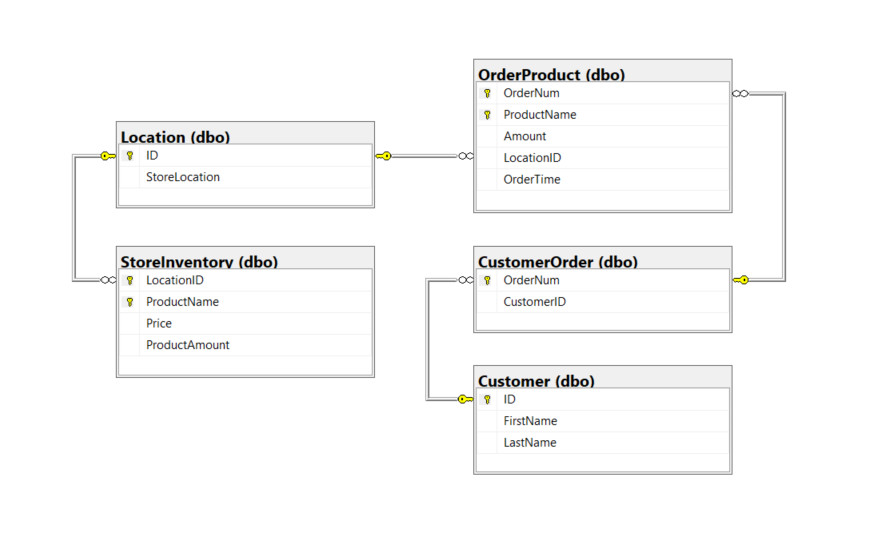 Location (dbo)
ID
StoreLocation
StoreInventory (dbo)
LocationID
ProductName
Price
ProductAmount
OrderProduct (dbo)
OrderNum
ProductName
Amount
LocationID
OrderTime
CustomerOrder (dbo)
OrderNum
CustomerID
Customer (dbo)
ID
FirstName
LastName